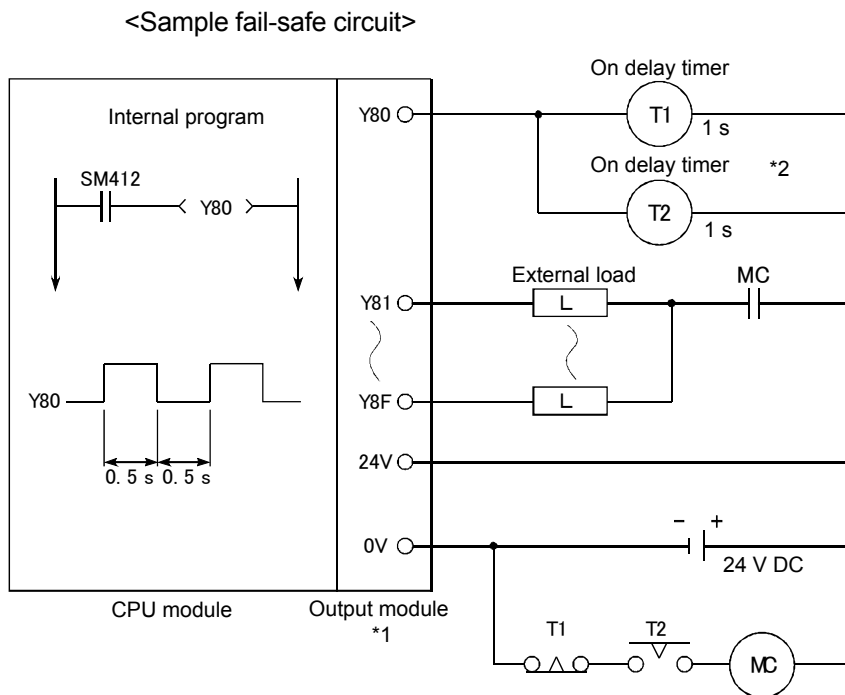 <Sample fail-safe circuit>
On delay timer
Internal program
Y80
T1
1 s
SM412
On delay timer
*2
Y80
T2
1 s
External load
MC
Y81
L
Y80
Y8F
L
24V
0.5 s
0.5 s
0V
- +
24 V DC
CPU module
Output module
*1
T1
T2
MC